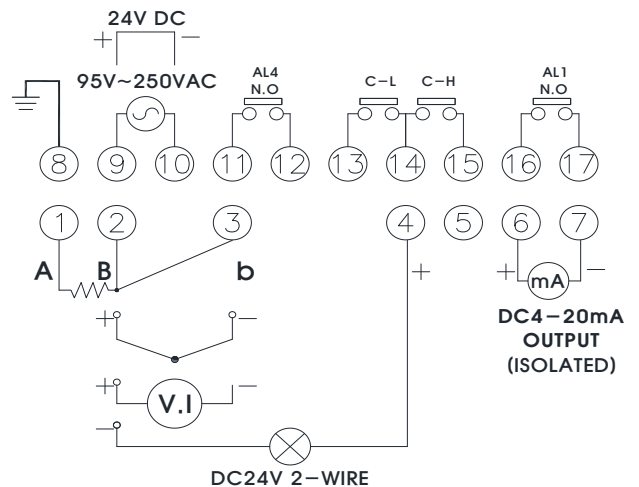 24V DC
+ −
95V~250VAC
AL4
N.O
C−L C−H
AL1
N.O
8 9 10 11 12 13 14 15 16 17
1 2 3 4 5 6 7
A B b
+ + −
mA
+ −
DC4−20mA
OUTPUT
(ISOLATED)
+ −
V.I
−
DC24V 2−WIRE